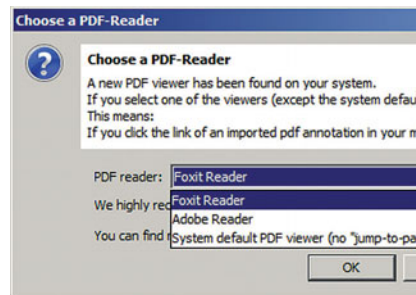 Choose a PDF-Reader
Choose a PDF-Reader
A new PDF viewer has been found on your system.
If you select one of the viewers (except the system defau
This means:
If you click the link of an imported pdf annotation in your m
PDF reader: Foxit Reader
We highly rec
Foxit Reader
Adobe Reader
You can find
System default PDF viewer (no "jump-to-pa
OK